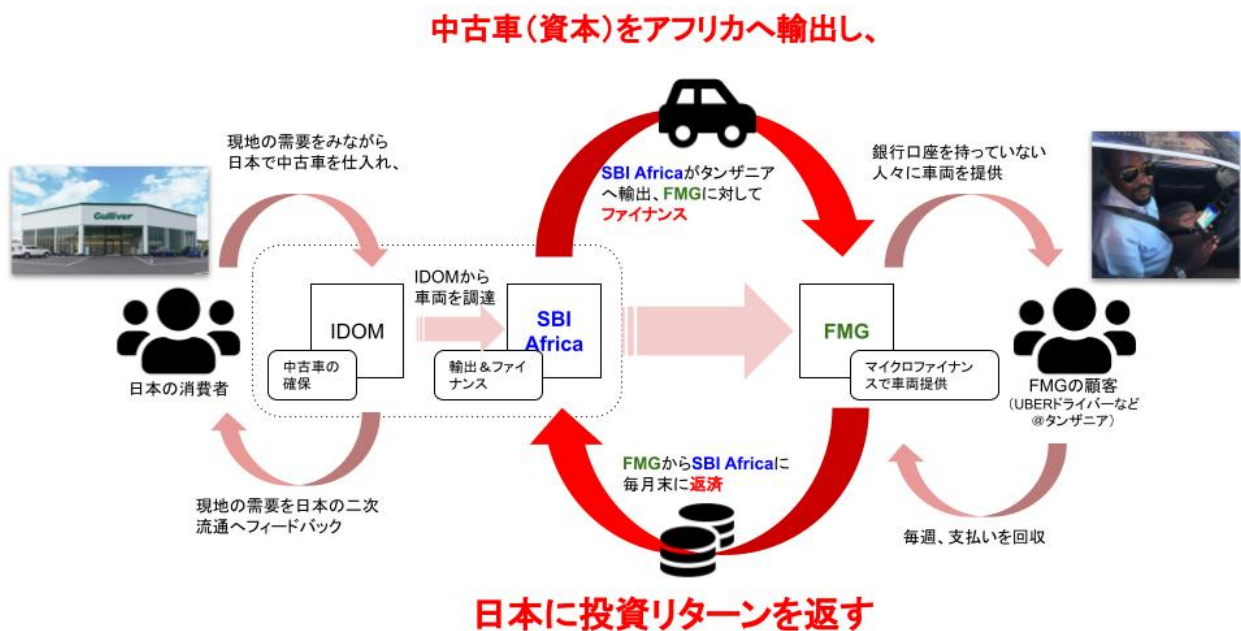 中古車（資本）をアフリカへ輸出し、
現地の需要をみながら
日本で中古車を仕入れ、
Gulliver
SBI Africaがタンザニア
へ輸出、FMGに対して
ファイナンス
銀行口座を持っていない
人々に車両を提供
IDOMから
車両を調達
IDOM
SBI
Africa
FMG
中古車の
確保
輸出＆ファイ
ナンス
マイクロファイナン
スで車両提供
日本の消費者
FMGの顧客
（UBERドライバーなど
＠タンザニア）
FMGからSBI Africaに
毎月末に返済
現地の需要を日本の二次
流通へフィードバック
毎週、支払いを回収
日本に投資リターンを返す